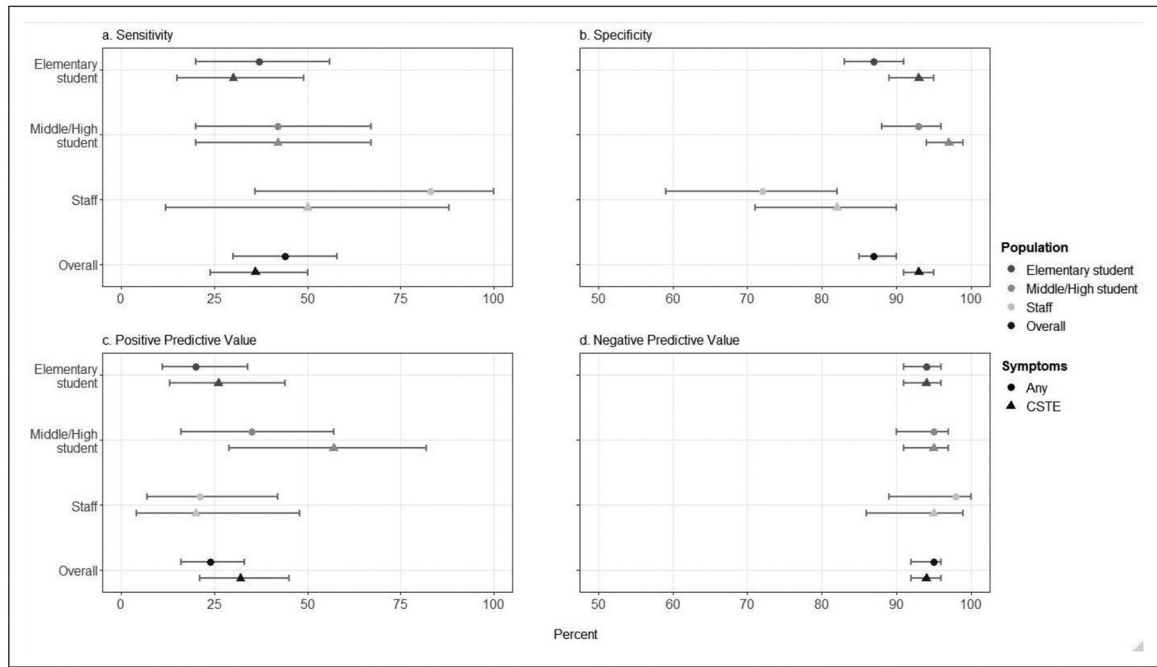 a. Sensitivity
Elementary
student
Middle/High
student
Staff
Overall
0 25 50 75 100
b. Specificity
50 60 70 80 90 100
c. Positive Predictive Value
Elementary
student
Middle/High
student
Staff
Overall
0 25 50 75 100
d. Negative Predictive Value
50 60 70 80 90 100
Percent
Population
Elementary student
Middle/High student
Staff
Overall
Symptoms
Any
CSTE